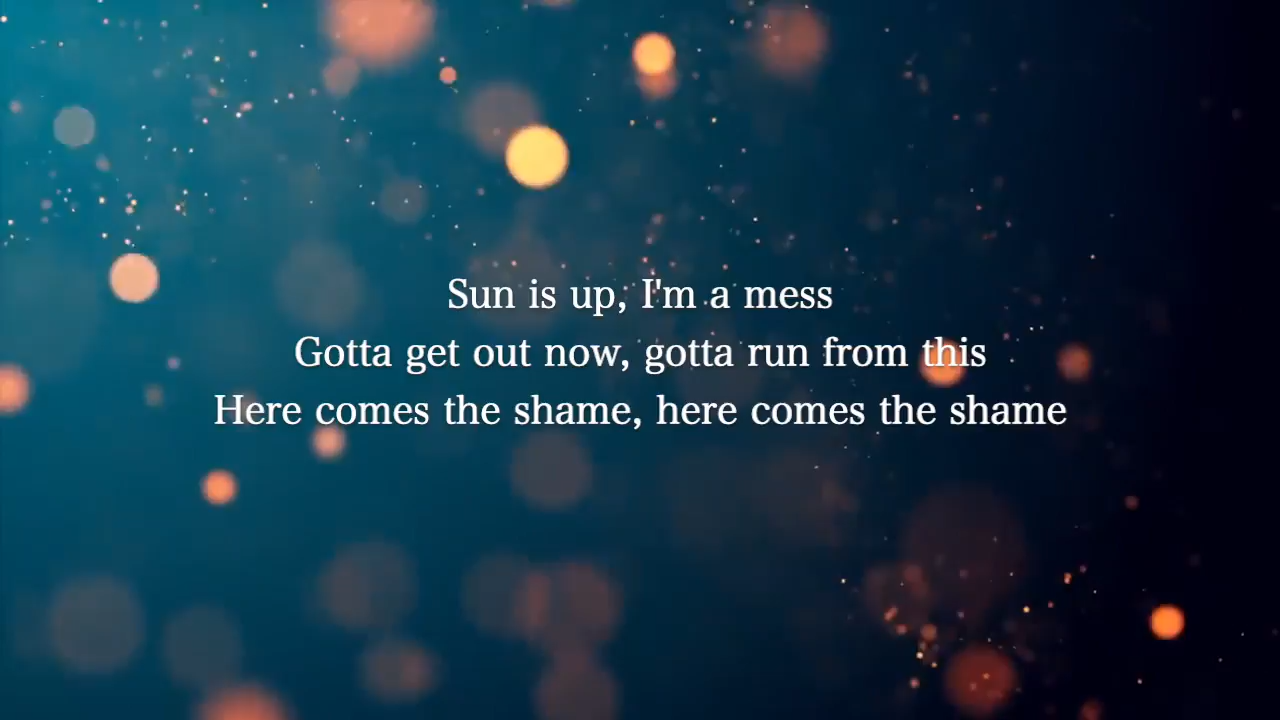 Sun is up, I'm a mess
Gotta get out now, gotta run from this
Here comes the shame, here comes the shame